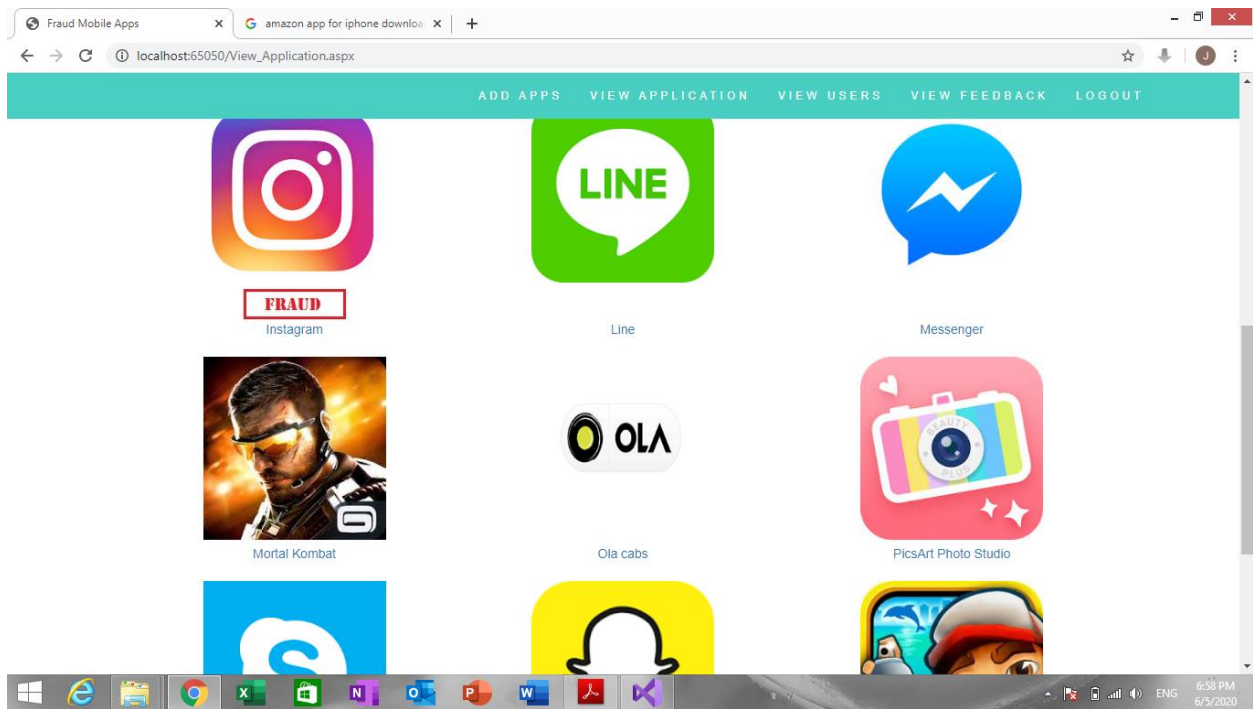 Fraud Mobile Apps
amazon app for iphone downloa
localhost:65050/View_Application.aspx
J
ADD APPS VIEW APPLICATION VIEW USERS VIEW FEEDBACK LOGOUT
LINE
FRAUD
Instagram
Line
Messenger
OLA
BEAUTY
PLUS
Mortal Kombat
Ola cabs
PicsArt Photo Studio
S
ENG
6:58 PM
6/5/2020